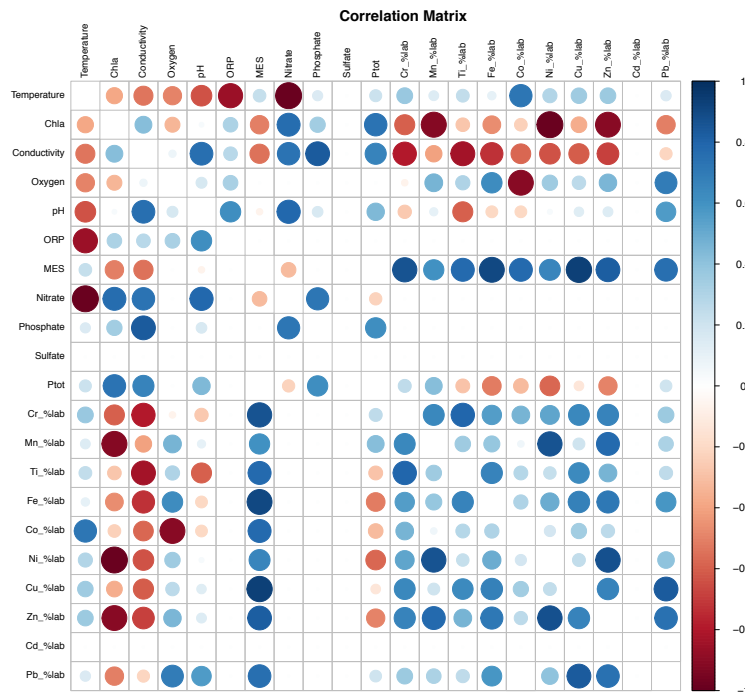 Correlation Matrix
Temperature
Chla
Conductivity
Oxygen
pH
ORP
MES
Nitrate
Phosphate
Sulfate
Ptot
Cr_%lab
Mn_%lab
Ti_%lab
Fe_%lab
Co_%lab
Ni_%lab
Cu_%lab
Zn_%lab
Cd_%lab
Pb_%lab
Temperature
Chla
Conductivity
Oxygen
pH
ORP
MES
Nitrate
Phosphate
Sulfate
Ptot
Cr_%lab
Mn_%lab
Ti_%lab
Fe_%lab
Co_%lab
Ni_%lab
Cu_%lab
Zn_%lab
Cd_%lab
Pb_%lab
1
0